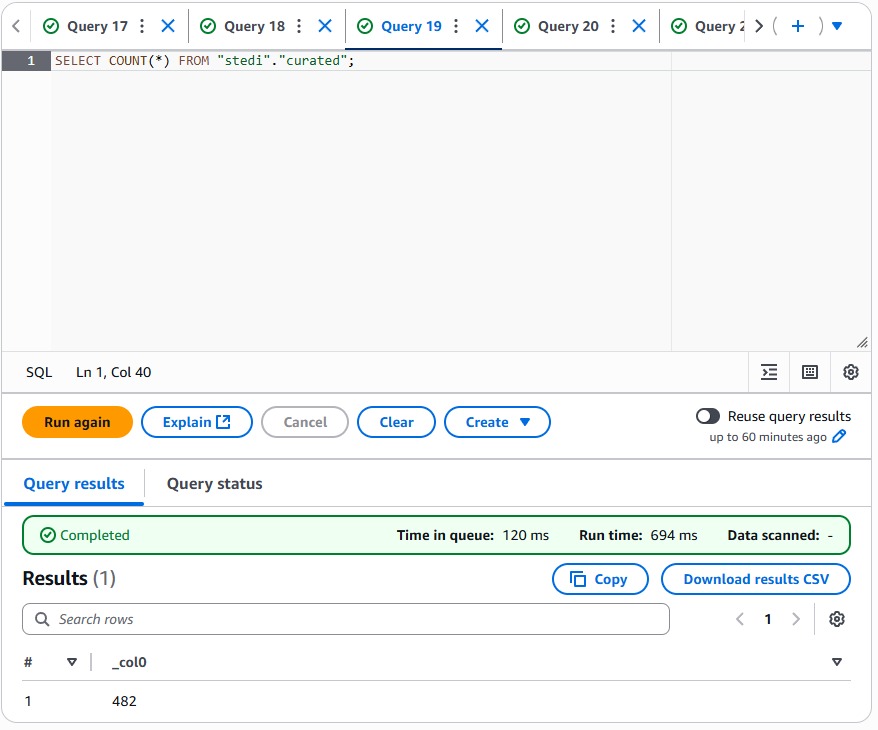 Query 17 Query 18 Query 19 Query 20 Query 2
1 SELECT COUNT(*) FROM "stedi"."curated";
SQL Ln 1, Col 40
Run again Explain Cancel Clear Create Reuse query results
up to 60 minutes ago
Query results Query status
Completed Time in queue: 120 ms Run time: 694 ms Data scanned: -
Results (1) Copy Download results CSV
Search rows 1
# _col0
1 482